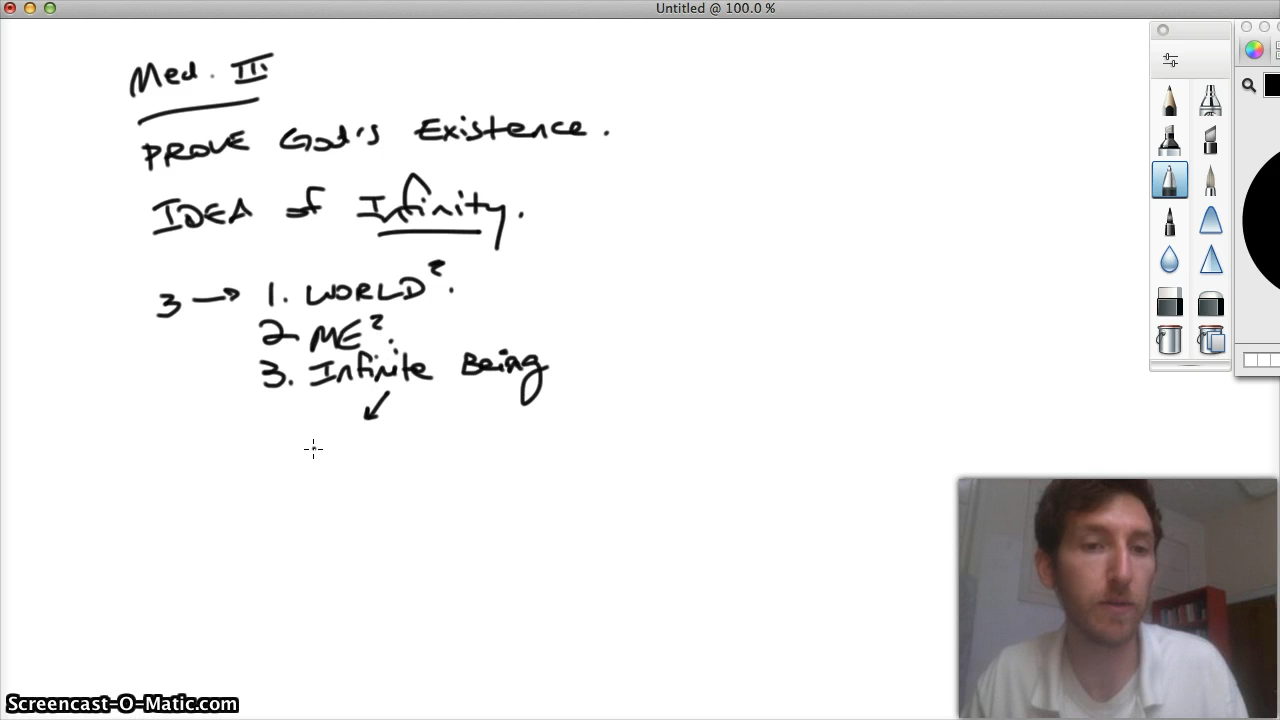 Untitled @ 100.0 %
Med. III.
PROVE God's Existence.
IDEA of Infinity.
3 → 1. WORLD?.
2 ME?.
3. Infinite Being
Screencast-O-Matic.com